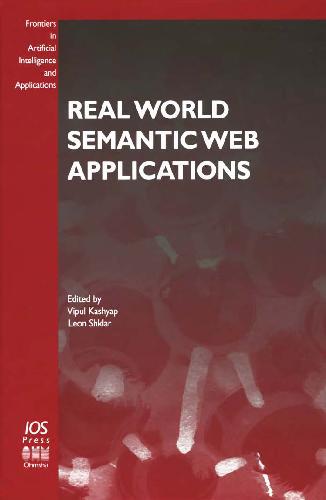 Frontiers
in
Artificial
Intelligence
and
Applications
REAL WORLD
SEMANTIC WEB
APPLICATIONS
Edited by
Vipul Kashyap
Leon Shklar
IOS
Press
Ohmsha